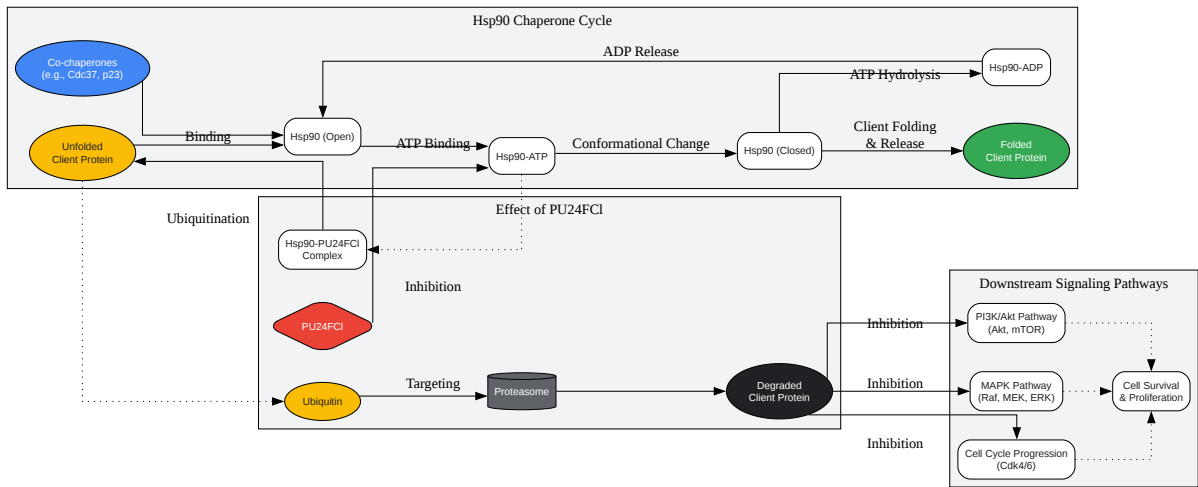 Hsp90 Chaperone Cycle
Co-chaperones
(e.g., Cdc37, p23)
ADP Release
Hsp90-ADP
ATP Hydrolysis
Unfolded
Client Protein
Binding
Hsp90 (Open)
ATP Binding
Hsp90-ATP
Conformational Change
Hsp90 (Closed)
Client Folding
& Release
Folded
Client Protein
Ubiquitination
Effect of PU24FCl
Hsp90-PU24FCl
Complex
Inhibition
PU24FCl
Ubiquitin
Targeting
Proteasome
Degraded
Client Protein
Inhibition
Inhibition
Inhibition
Downstream Signaling Pathways
PI3K/Akt Pathway
(Akt, mTOR)
MAPK Pathway
(Raf, MEK, ERK)
Cell Survival
& Proliferation
Cell Cycle Progression
(Cdk4/6)